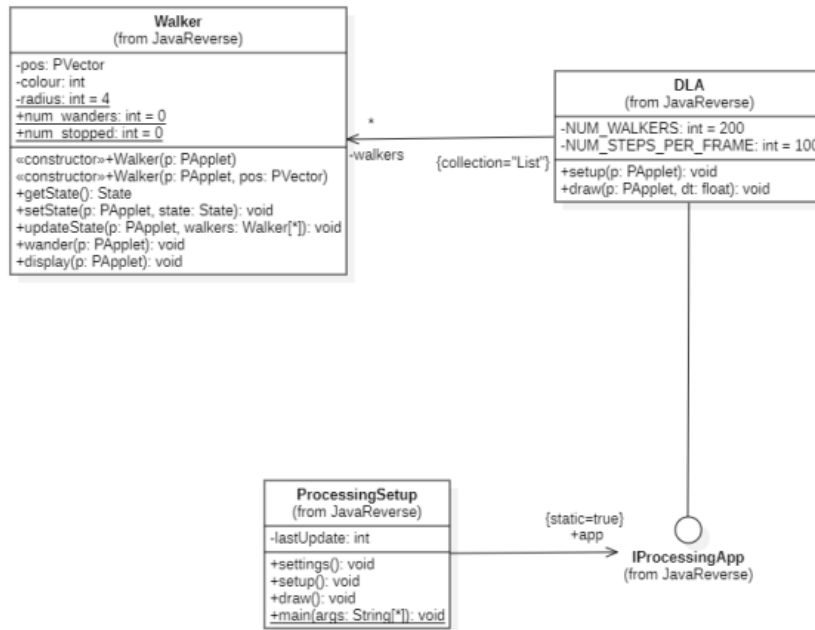 Walker
(from JavaReverse)
-pos: PVector
-colour: int
-radius: int = 4
+num_wanders: int = 0
+num_stopped: int = 0
«constructor»+Walker(p: PApplet)
«constructor»+Walker(p: PApplet, pos: PVector)
+getState(): State
+setState(p: PApplet, state: State): void
+updateState(p: PApplet, walkers: Walker[*]): void
+wander(p: PApplet): void
+display(p: PApplet): void
*
-walkers
{collection="List"}
DLA
(from JavaReverse)
-NUM_WALKERS: int = 200
-NUM_STEPS_PER_FRAME: int = 100
+setup(p: PApplet): void
+draw(p: PApplet, dt: float): void
ProcessingSetup
(from JavaReverse)
-lastUpdate: int
+settings(): void
+setup(): void
+draw(): void
+main(args: String[*]): void
{static=true}
+app
IProcessingApp
(from JavaReverse)